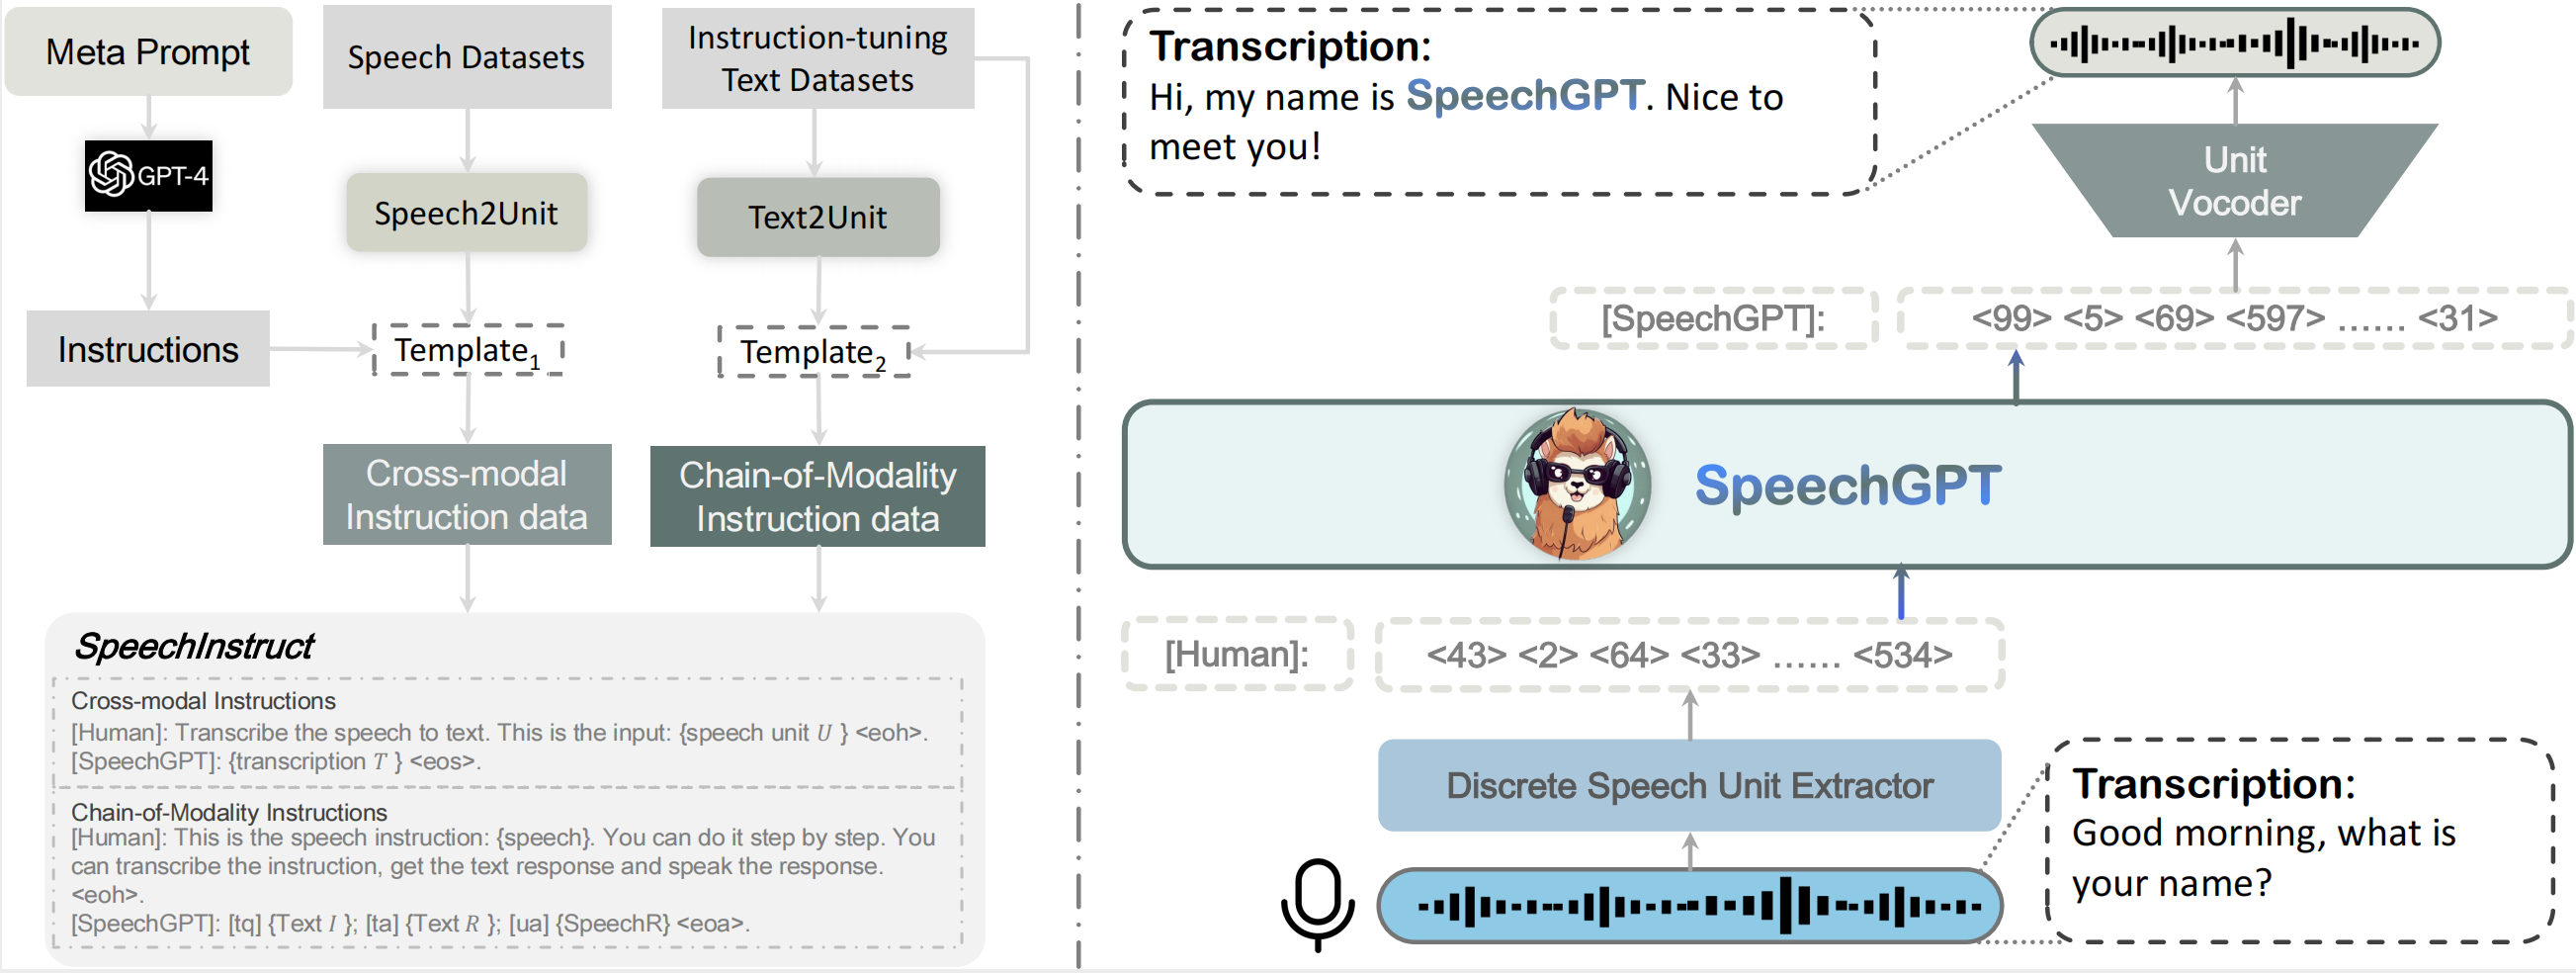 Meta Prompt
GPT-4
Instructions
Speech Datasets
Speech2Unit
Template1
Cross-modal
Instruction data
Instruction-tuning
Text Datasets
Text2Unit
Template2
Chain-of-Modality
Instruction data
SpeechInstruct
Cross-modal Instructions
[Human]: Transcribe the speech to text. This is the input: {speech unit U } <eoh>.
[SpeechGPT]: {transcription T } <eos>.
Chain-of-Modality Instructions
[Human]: This is the speech instruction: {speech}. You can do it step by step. You
can transcribe the instruction, get the text response and speak the response.
<eoh>.
[SpeechGPT]: [tq] {Text I }; [ta] {Text R }; [ua] {SpeechR} <eoa>.
Transcription:
Hi, my name is SpeechGPT. Nice to
meet you!
Unit
Vocoder
[SpeechGPT]: <99> <5> <69> <597> ...... <31>
SpeechGPT
[Human]: <43> <2> <64> <33> ...... <534>
Discrete Speech Unit Extractor
Transcription:
Good morning, what is
your name?